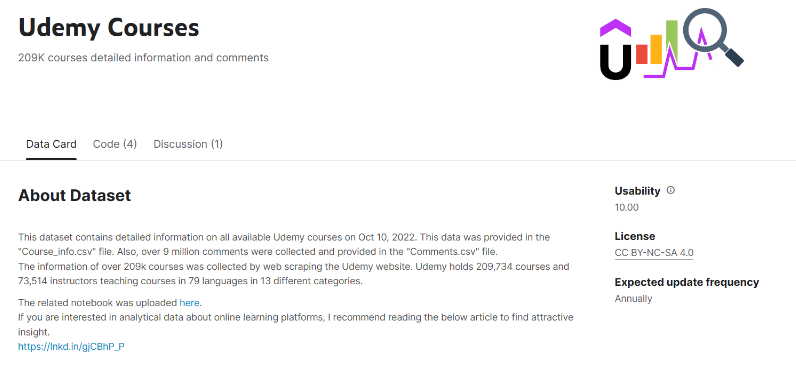 Udemy Courses
209K courses detailed information and comments
Data Card Code (4) Discussion (1)
About Dataset
This dataset contains detailed information on all available Udemy courses on Oct 10, 2022. This data was provided in the
"Course_info.csv" file. Also, over 9 million comments were collected and provided in the "Comments.csv" file.
The information of over 209k courses was collected by web scraping the Udemy website. Udemy holds 209,734 courses and
73,514 instructors teaching courses in 79 languages in 13 different categories.
The related notebook was uploaded here.
If you are interested in analytical data about online learning platforms, I recommend reading the below article to find attractive
insight.
https://lnkd.in/gjCBhP_P
Usability
10.00
License
CC BY-NC-SA 4.0
Expected update frequency
Annually